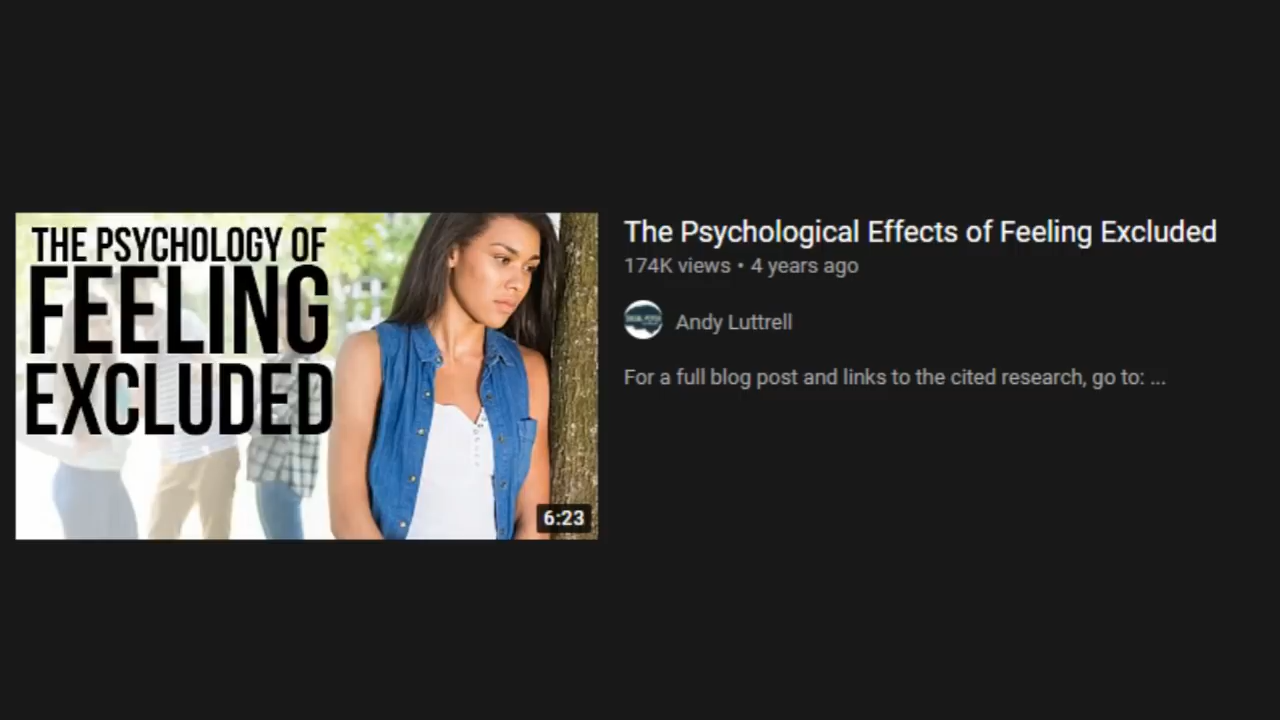 THE PSYCHOLOGY OF
FEELING
EXCLUDED
6:23
The Psychological Effects of Feeling Excluded
174K views • 4 years ago
Andy Luttrell
For a full blog post and links to the cited research, go to: ...